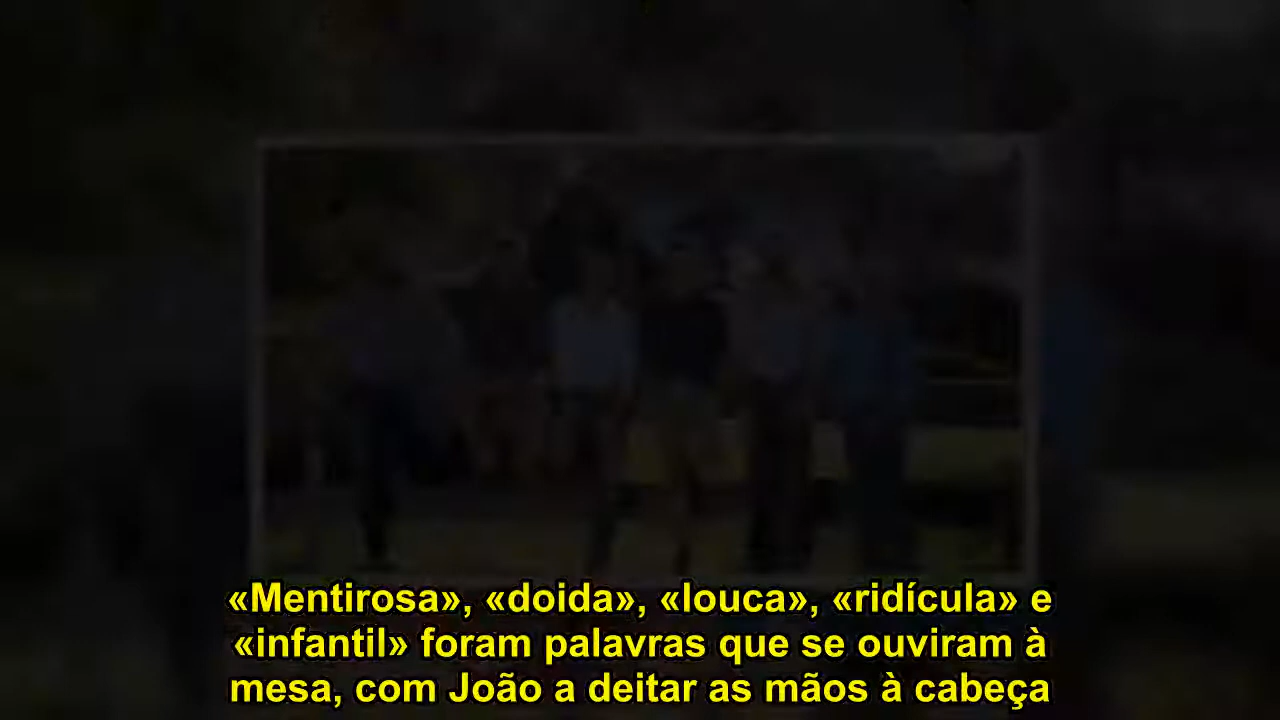 «Mentirosa», «doida», «louca», «ridícula» e
«infantil» foram palavras que se ouviram à
mesa, com João a deitar as mãos à cabeça